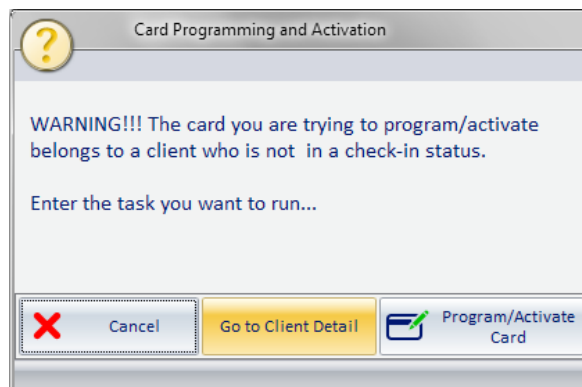 Card Programming and Activation
WARNING!!! The card you are trying to program/activate
belongs to a client who is not in a check-in status.
Enter the task you want to run...
Cancel
Go to Client Detail
Program/Activate
Card